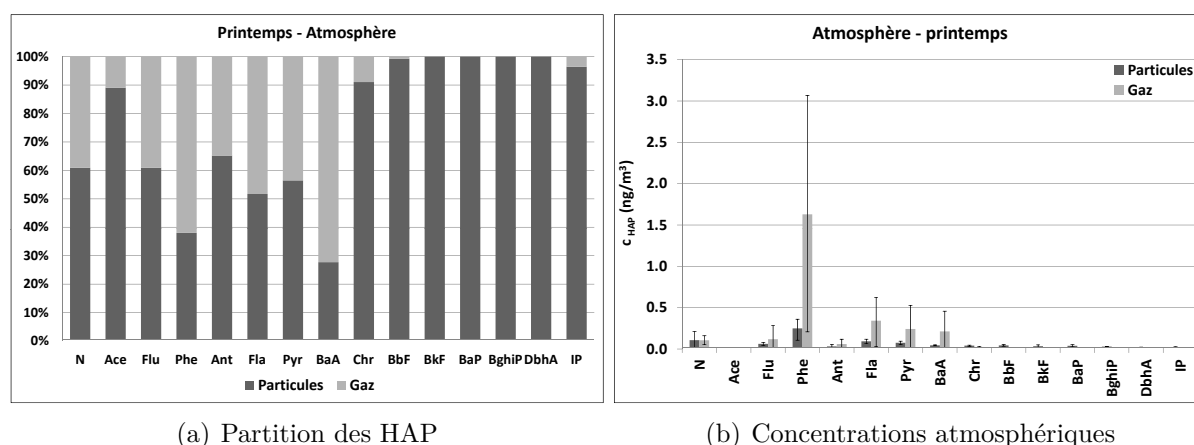 Printemps - Atmosphère
100%
90%
80%
70%
60%
50%
40%
30%
20%
10%
0%
N Ace Flu Phe Ant Fla Pyr BaA Chr BbF BkF BaP BghiP DbhA IP
Particules Gaz
(a) Partition des HAP
Atmosphère - printemps
Particules
Gaz
c HAP (ng/m³)
3.5
3.0
2.5
2.0
1.5
1.0
0.5
0.0
N Ace Flu Phe Ant Fla Pyr BaA Chr BbF BkF BaP BghiP DbhA IP
(b) Concentrations atmosphériques